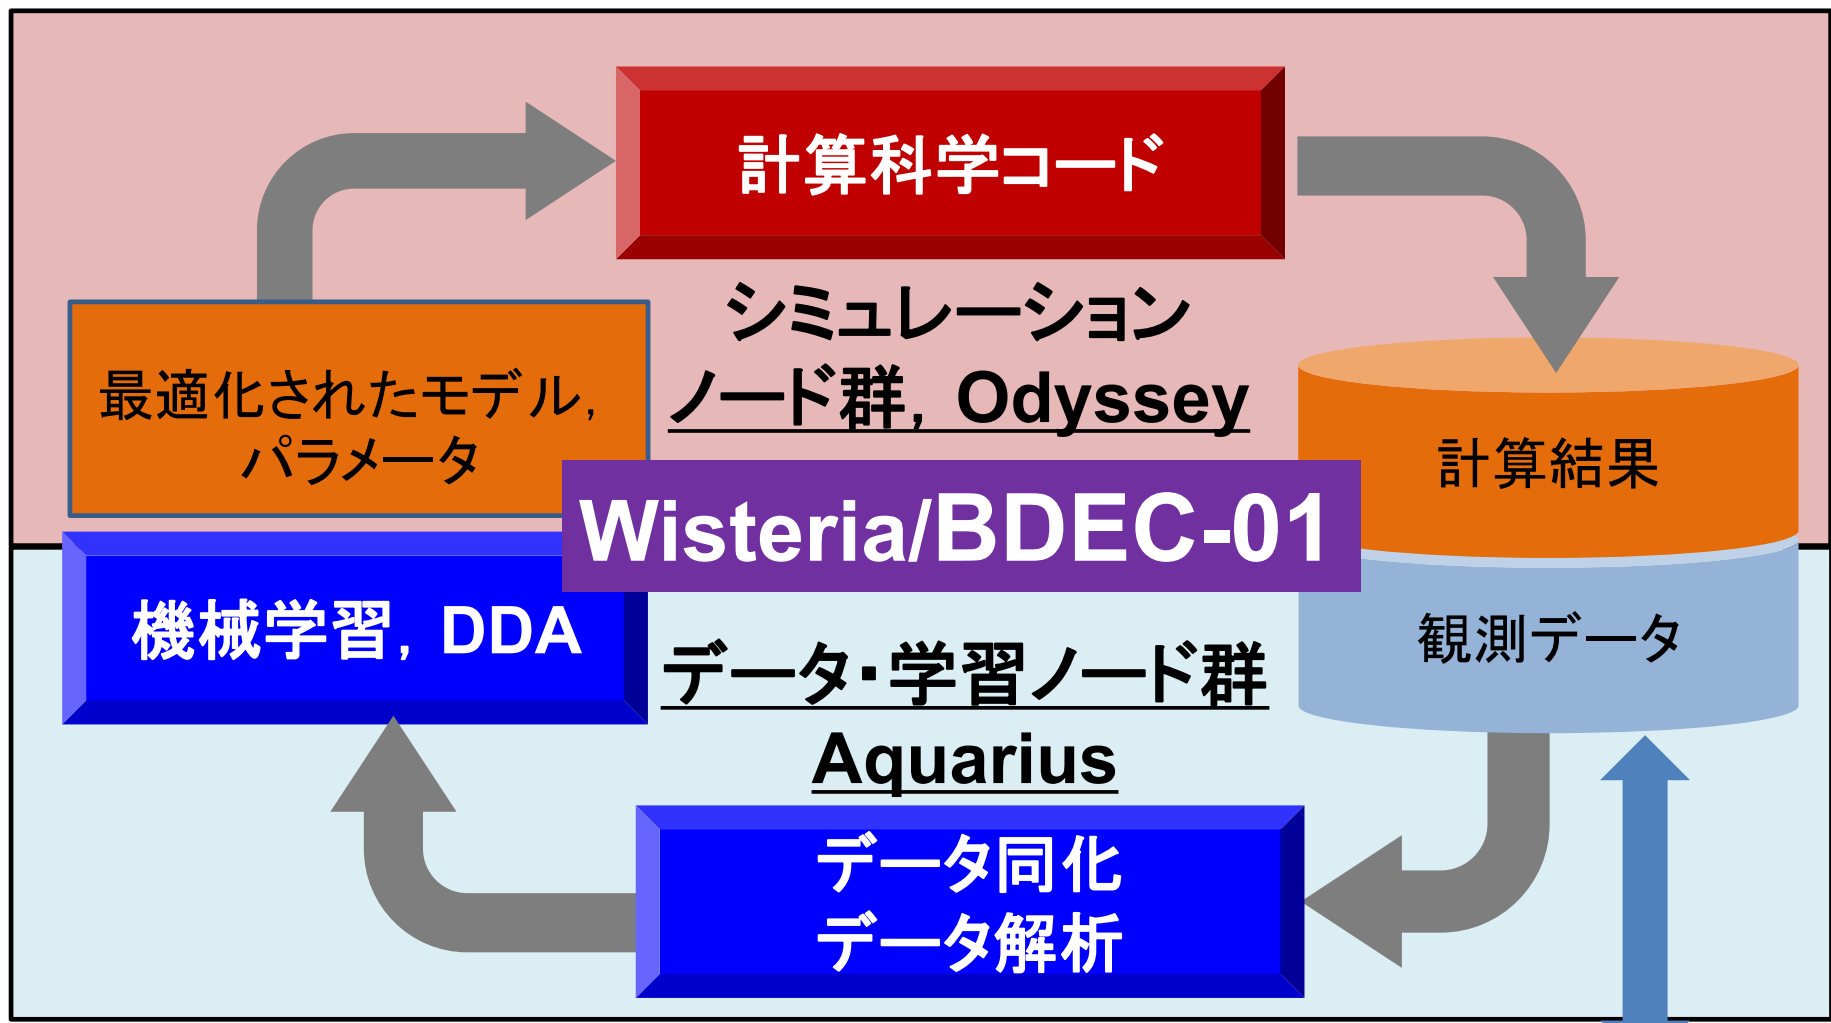 計算科学コード
シミュレーション
ノード群, Odyssey
最適化されたモデル,
パラメータ
計算結果
Wisteria/BDEC-01
機械学習, DDA
観測データ
データ・学習ノード群
Aquarius
データ同化
データ解析